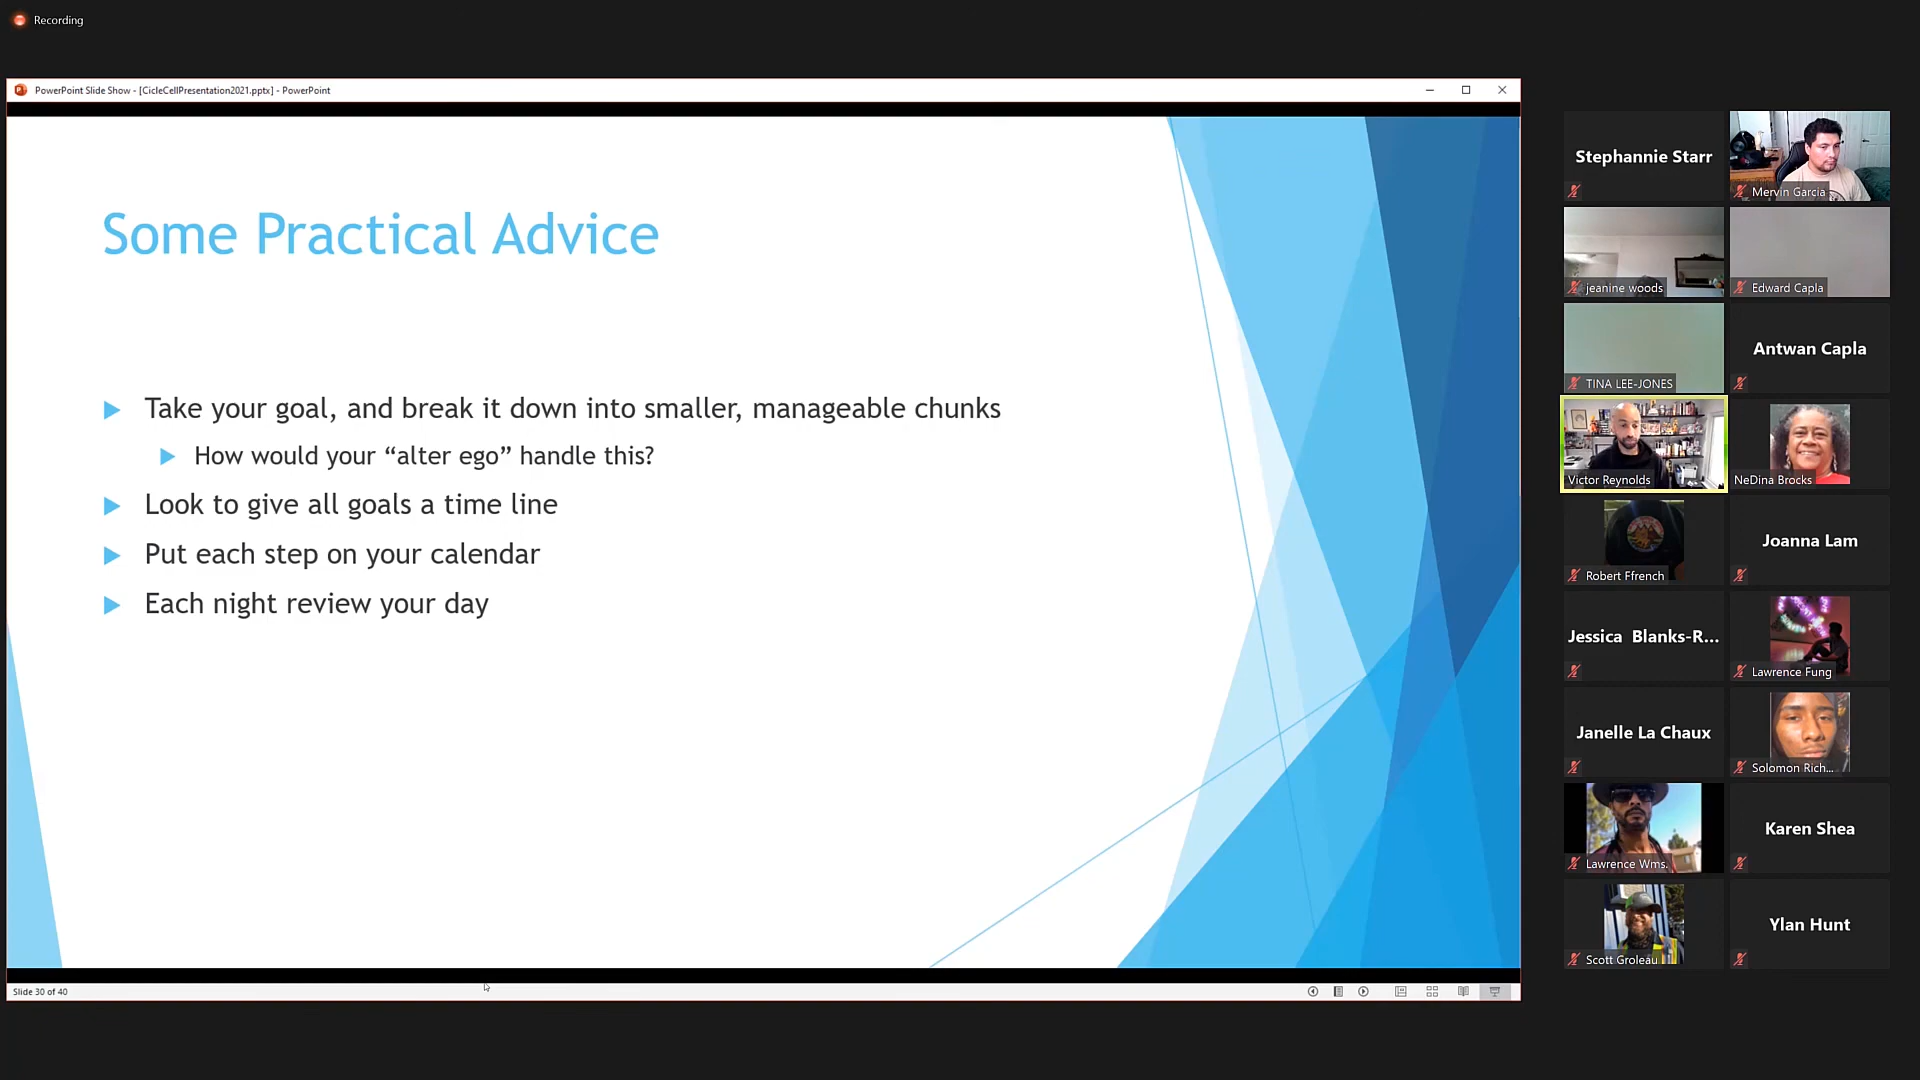 Recording
PowerPoint Slide Show - [CicleCellPresentation2021.pptx] - PowerPoint
Some Practical Advice
Take your goal, and break it down into smaller, manageable chunks
How would your “alter ego” handle this?
Look to give all goals a time line
Put each step on your calendar
Each night review your day
Slide 30 of 40
Stephannie Starr
Mervin Garcia
jeanine woods
Edward Capla
TINA LEE-JONES
Antwan Capla
Victor Reynolds
NeDina Brocks
Robert Ffrench
Joanna Lam
Jessica Blanks-R...
Lawrence Fung
Janelle La Chaux
Solomon Rich...
Lawrence Wms.
Karen Shea
Scott Groleau
Ylan Hunt